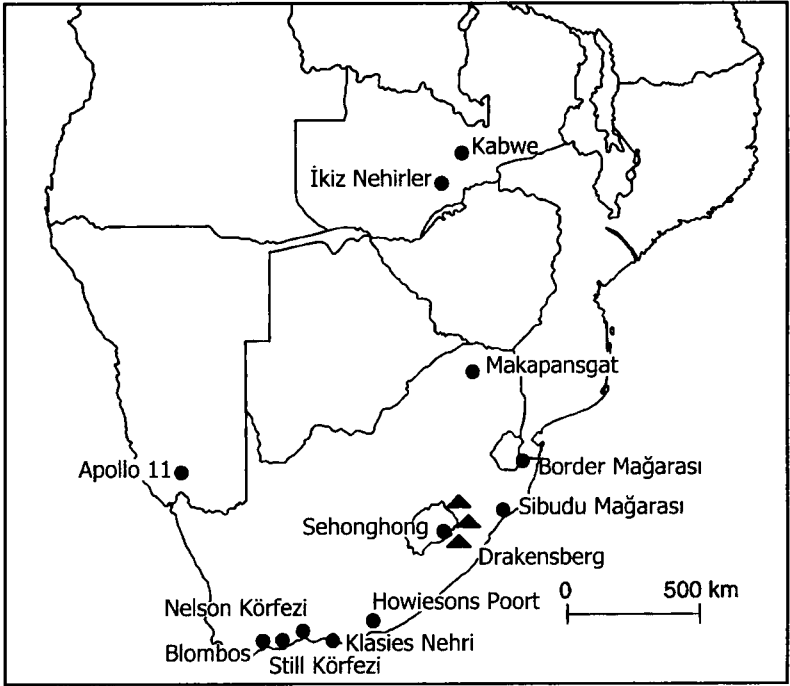 Kabwe
İkiz Nehirler
Makapansgat
Apollo 11
Border Mağarası
Sibudu Mağarası
Sehonghong
Drakensberg
0 500 km
Nelson Körfezi
Howiesons Poort
Blombos
Klasies Nehri
Still Körfezi